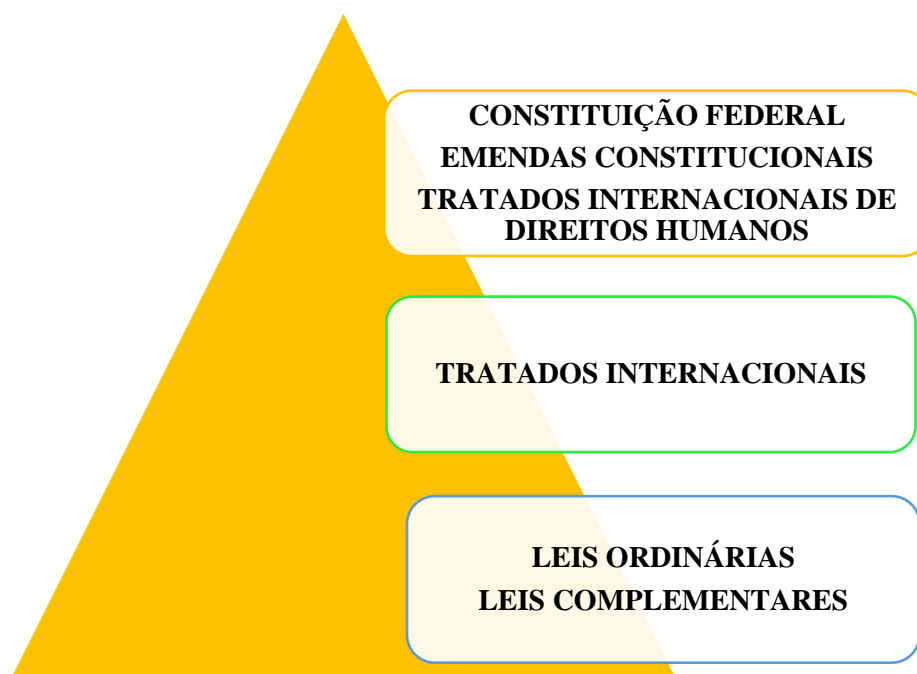 CONSTITUIÇÃO FEDERAL
EMENDAS CONSTITUCIONAIS
TRATADOS INTERNACIONAIS DE
DIREITOS HUMANOS
TRATADOS INTERNACIONAIS
LEIS ORDINÁRIAS
LEIS COMPLEMENTARES